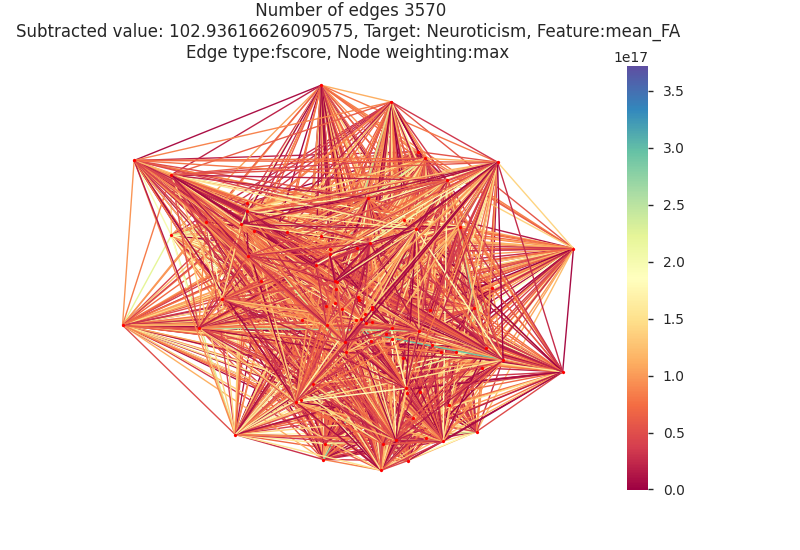 Number of edges 3570
Subtracted value: 102.93616626090575, Target: Neuroticism, Feature:mean_FA
Edge type:fscore, Node weighting:max
1e17
3.5
3.0
2.5
2.0
1.5
1.0
0.5
0.0